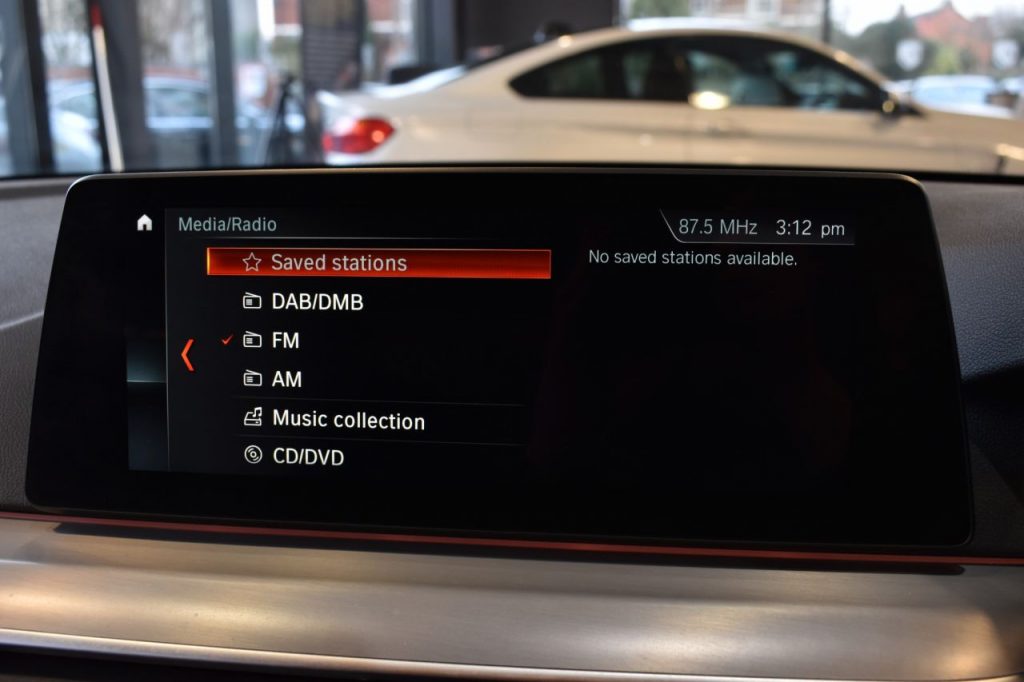 Media/Radio
87.5 MHz 3:12 pm
Saved stations
No saved stations available.
DAB/DMB
FM
AM
Music collection
CD/DVD